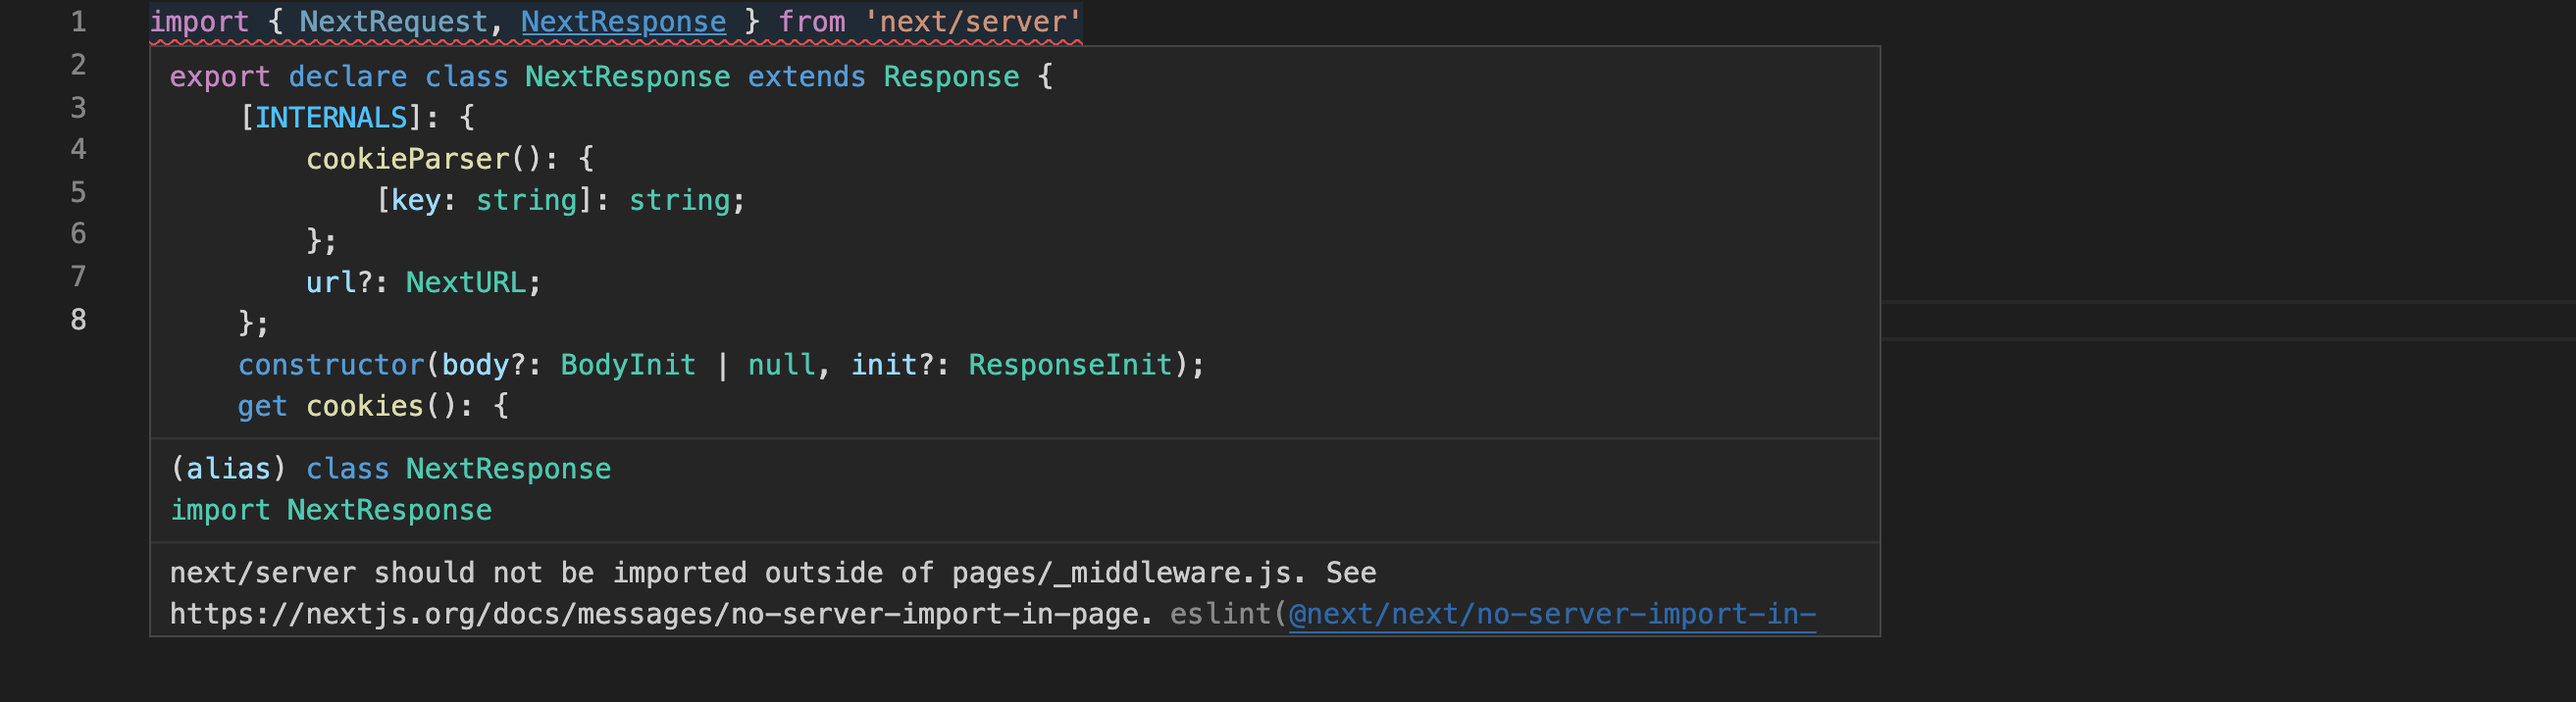 1 import { NextRequest, NextResponse } from 'next/server'
2 export declare class NextResponse extends Response {
3 [INTERNALS]: {
4 cookieParser(): {
5 [key: string]: string;
6 };
7 url?: NextURL;
8 };
constructor(body?: BodyInit | null, init?: ResponseInit);
get cookies(): {
(alias) class NextResponse
import NextResponse
next/server should not be imported outside of pages/_middleware.js. See
https://nextjs.org/docs/messages/no-server-import-in-page. eslint(@next/next/no-server-import-in-